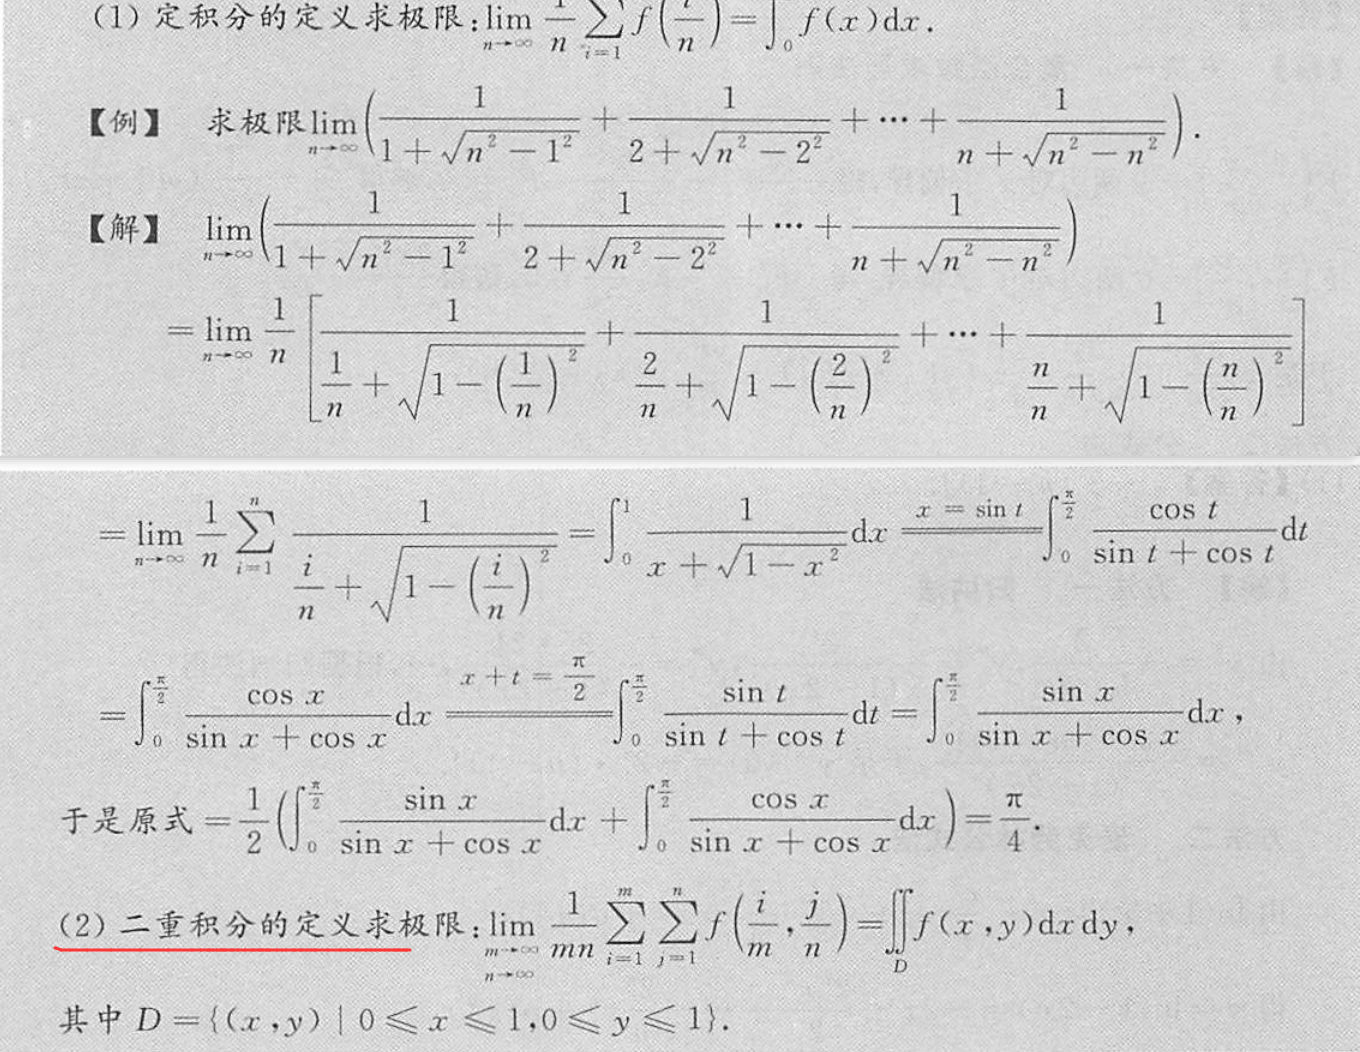 (1) 定积分的定义求极限: $\lim\limits_{n\to\infty}\frac{1}{n}\sum\limits_{i=1} f\left(\frac{i}{n}\right)=\int_0 f(x)\mathrm{d}x.$
【例】 求极限 $\lim\limits_{n\to\infty}\left(\frac{1}{1+\sqrt{n^2-1^2}}+\frac{1}{2+\sqrt{n^2-2^2}}+\cdots+\frac{1}{n+\sqrt{n^2-n^2}}\right).$
【解】 $\lim\limits_{n\to\infty}\left(\frac{1}{1+\sqrt{n^2-1^2}}+\frac{1}{2+\sqrt{n^2-2^2}}+\cdots+\frac{1}{n+\sqrt{n^2-n^2}}\right)$
$=\lim\limits_{n\to\infty}\frac{1}{n}\left[\frac{1}{\frac{1}{n}+\sqrt{1-\left(\frac{1}{n}\right)^2}}+\frac{1}{\frac{2}{n}+\sqrt{1-\left(\frac{2}{n}\right)^2}}+\cdots+\frac{1}{\frac{n}{n}+\sqrt{1-\left(\frac{n}{n}\right)^2}}\right]$
$=\lim\limits_{n\to\infty}\frac{1}{n}\sum\limits_{i=1}^{n}\frac{1}{\frac{i}{n}+\sqrt{1-\left(\frac{i}{n}\right)^2}}=\int_0^1\frac{1}{x+\sqrt{1-x^2}}\mathrm{d}x\xlongequal{x=\sin t}\int_0^{\frac{\pi}{2}}\frac{\cos t}{\sin t+\cos t}\mathrm{d}t$
$=\int_0^{\frac{\pi}{2}}\frac{\cos x}{\sin x+\cos x}\mathrm{d}x\xlongequal{x+t=\frac{\pi}{2}}\int_0^{\frac{\pi}{2}}\frac{\sin t}{\sin t+\cos t}\mathrm{d}t=\int_0^{\frac{\pi}{2}}\frac{\sin x}{\sin x+\cos x}\mathrm{d}x,$
于是原式 $=\frac{1}{2}\left(\int_0^{\frac{\pi}{2}}\frac{\sin x}{\sin x+\cos x}\mathrm{d}x+\int_0^{\frac{\pi}{2}}\frac{\cos x}{\sin x+\cos x}\mathrm{d}x\right)=\frac{\pi}{4}.$
(2) 二重积分的定义求极限: $\lim\limits_{\substack{m\to\infty\\n\to\infty}}\frac{1}{mn}\sum\limits_{i=1}^{m}\sum\limits_{j=1}^{n}f\left(\frac{i}{m},\frac{j}{n}\right)=\iint\limits_D f(x,y)\mathrm{d}x\,\mathrm{d}y,$
其中 $D=\{(x,y)\mid 0\leqslant x\leqslant 1,0\leqslant y\leqslant 1\}.$